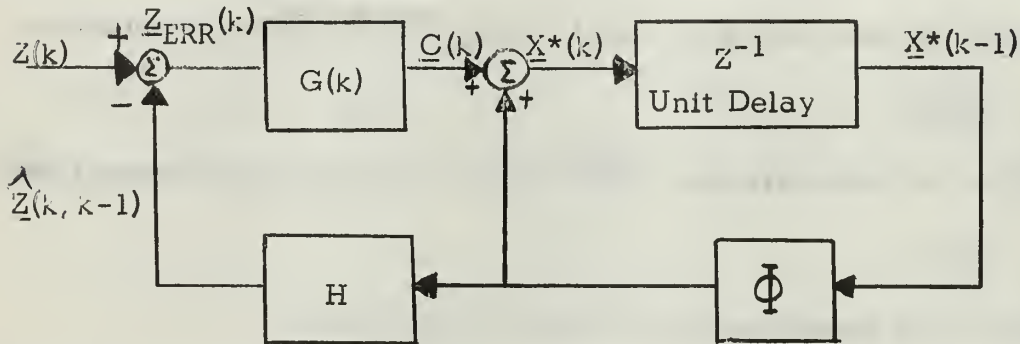 Z(k) + Z_ERR(k) G(k) C(k) X*(k) Z⁻¹ X*(k-1)
Σ Σ Unit Delay
− + +
Ẑ(k, k-1)
H Φ